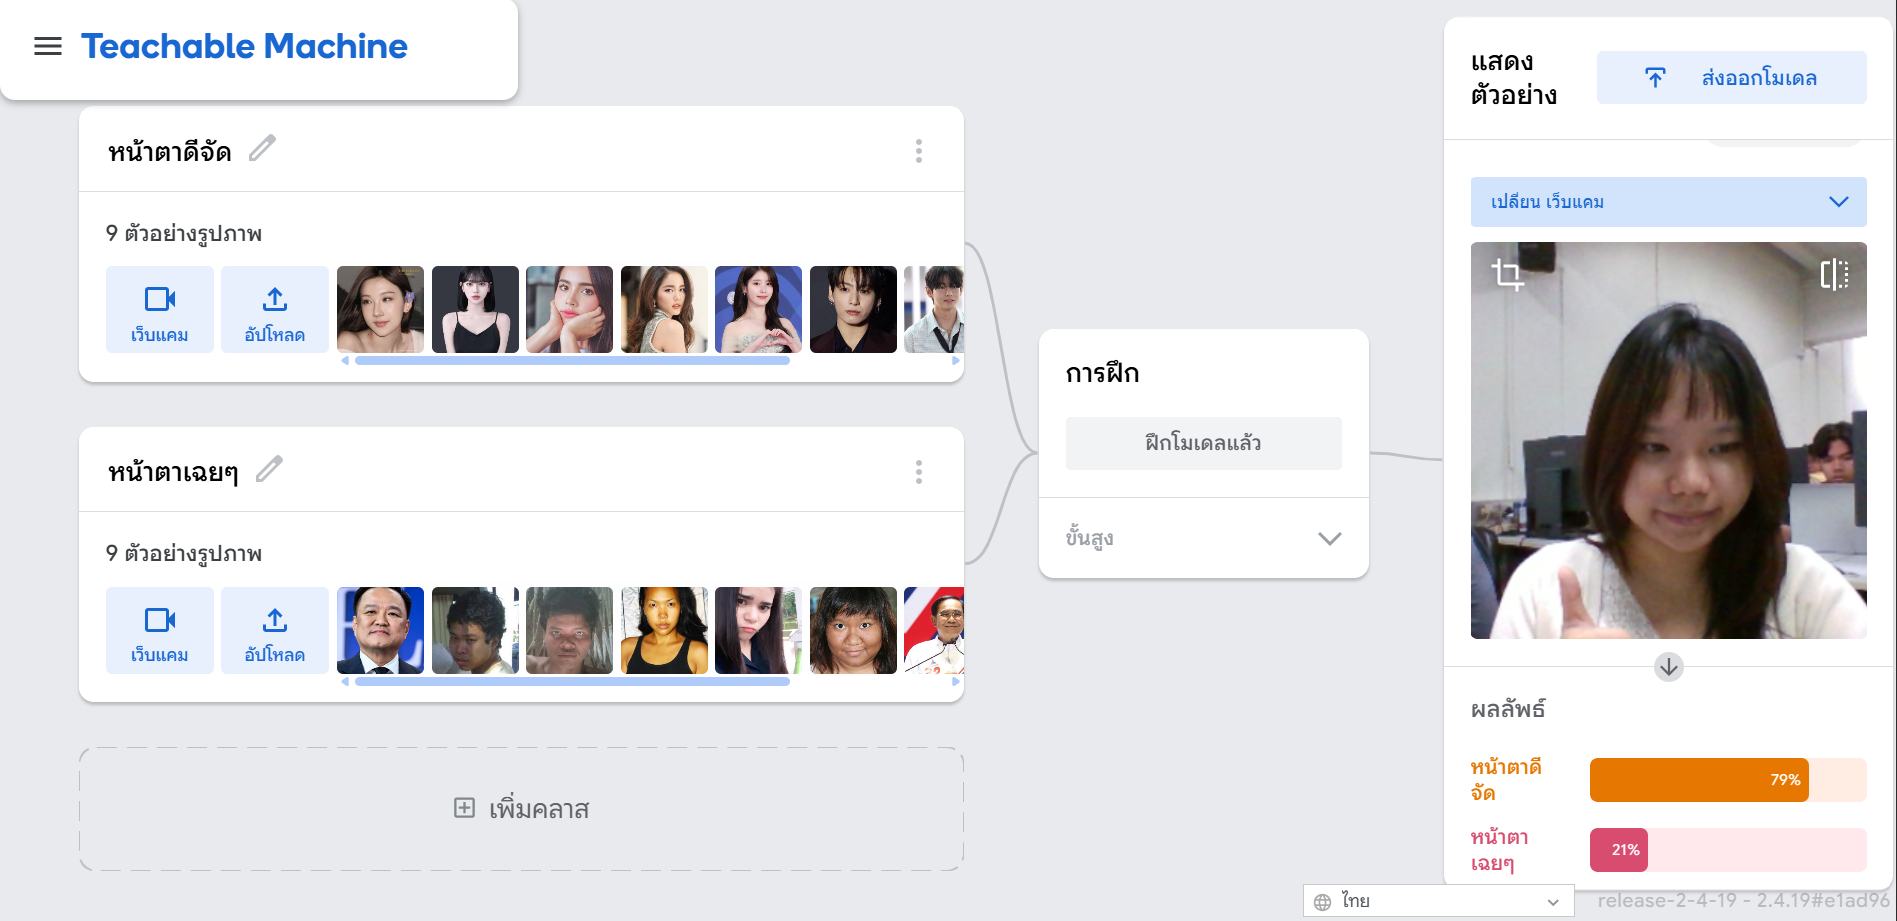 Teachable Machine
หน้าตาดีจัด
9 ตัวอย่างรูปภาพ
เว็บแคม
อัปโหลด
หน้าตาเฉยๆ
9 ตัวอย่างรูปภาพ
เว็บแคม
อัปโหลด
เพิ่มคลาส
การฝึก
ฝึกโมเดลแล้ว
ขั้นสูง
แสดง
ตัวอย่าง
ส่งออกโมเดล
เปลี่ยน เว็บแคม
ผลลัพธ์
หน้าตาดี
จัด
79%
หน้าตา
เฉยๆ
21%
ไทย
release-2-4-19 - 2.4.19#e1ad96